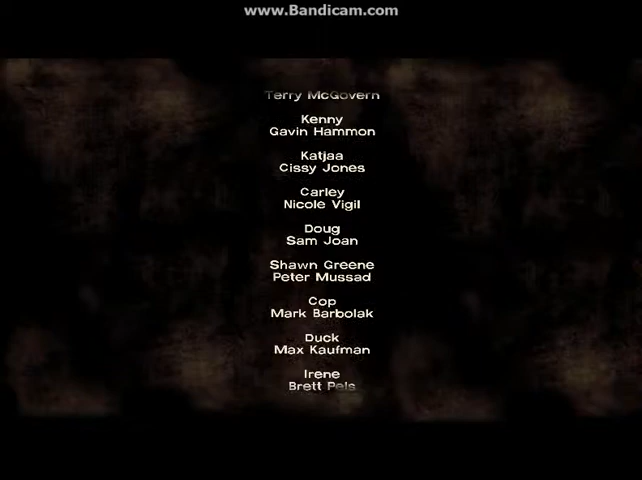 www.Bandicam.com
Terry McGovern
Kenny
Gavin Hammon
Katjaa
Cissy Jones
Carley
Nicole Vigil
Doug
Sam Joan
Shawn Greene
Peter Mussad
Cop
Mark Barbolak
Duck
Max Kaufman
Irene
Brett Pels